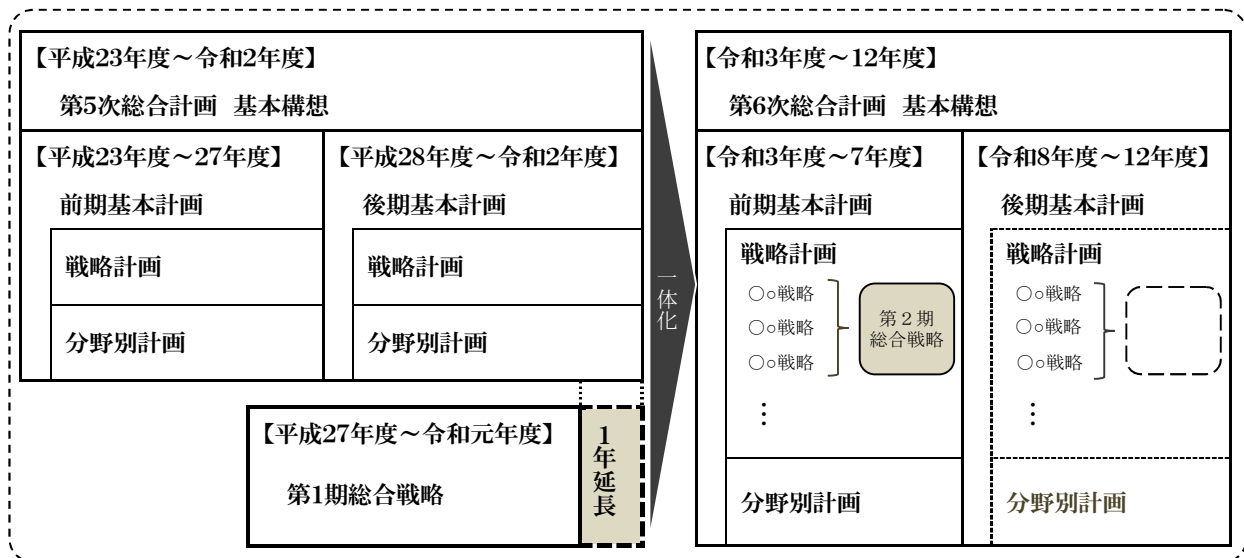 【平成23年度～令和2年度】
第5次総合計画 基本構想
【平成23年度～27年度】
前期基本計画
戦略計画
分野別計画
【平成28年度～令和2年度】
後期基本計画
戦略計画
分野別計画
【平成27年度～令和元年度】
第1期総合戦略
1年延長
一体化
【令和3年度～12年度】
第6次総合計画 基本構想
【令和3年度～7年度】
前期基本計画
戦略計画
〇○戦略
〇○戦略
〇○戦略
⋮
第２期
総合戦略
分野別計画
【令和8年度～12年度】
後期基本計画
戦略計画
〇○戦略
〇○戦略
〇○戦略
⋮
分野別計画